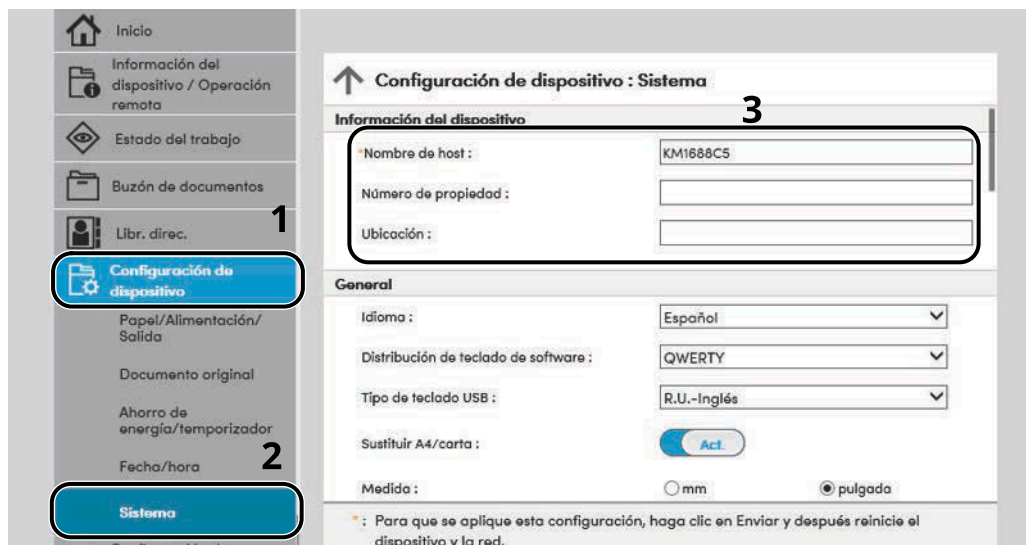 Inicio
Información del
dispositivo / Operación
remota
Estado del trabajo
Buzón de documentos
1
Libr. direc.
Configuración de
dispositivo
Papel/Alimentación/
Salida
Documento original
Ahorro de
energía/temporizador
Fecha/hora
2
Sistema
Configuración de dispositivo : Sistema
Información del dispositivo
3
*Nombre de host : KM1688C5
Número de propiedad :
Ubicación :
General
Idioma : Español
Distribución de teclado de software : QWERTY
Tipo de teclado USB : R.U.-Inglés
Sustituir A4/carta : Act.
Medida : mm pulgada
* : Para que se aplique esta configuración, haga clic en Enviar y después reinicie el
dispositivo y la red.